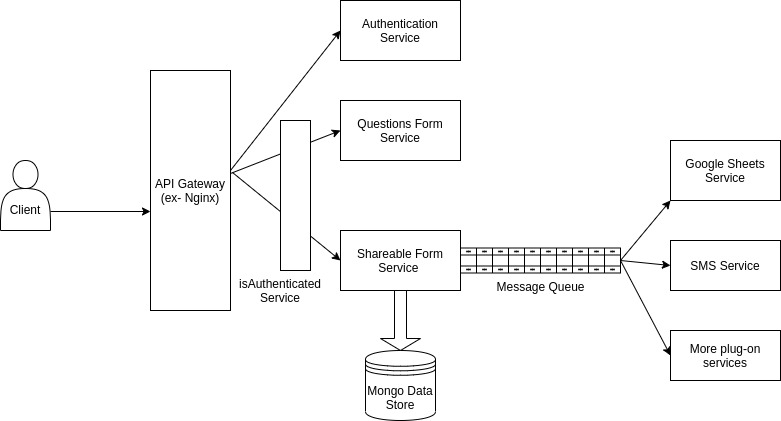 Authentication
Service
Questions Form
Service
API Gateway
(ex- Nginx)
Client
isAuthenticated
Service
Shareable Form
Service
Message Queue
Google Sheets
Service
SMS Service
More plug-on
services
Mongo Data
Store